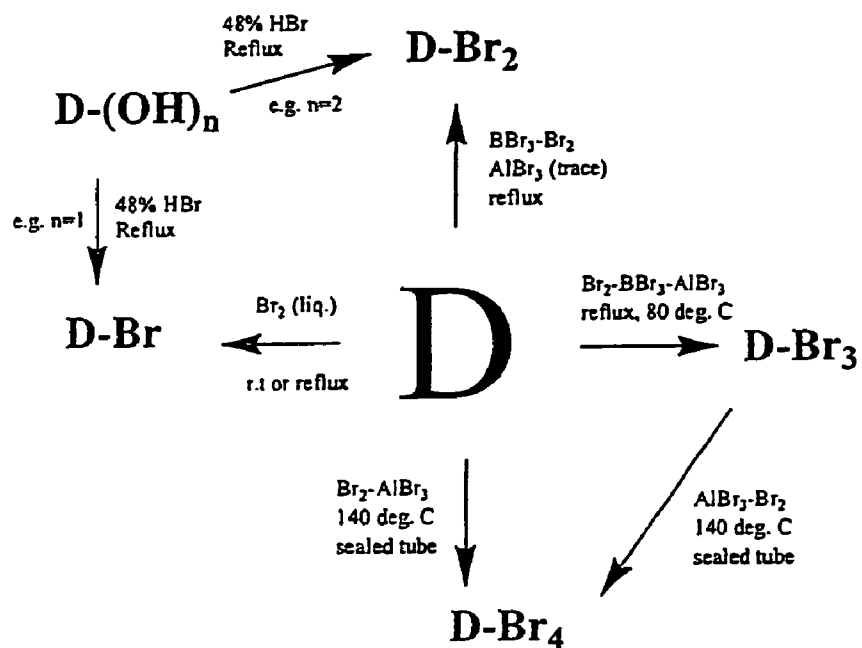 48% HBr
Reflux
D-Br₂
D-(OH)ₙ
e.g. n=2
BBr₃-Br₂
AlBr₃ (trace)
reflux
e.g. n=1
48% HBr
Reflux
Br₂ (liq.)
D-Br
r.t or reflux
D
Br₂-BBr₃-AlBr₃
reflux, 80 deg. C
D-Br₃
Br₂-AlBr₃
140 deg. C
sealed tube
AlBr₃-Br₂
140 deg. C
sealed tube
D-Br₄